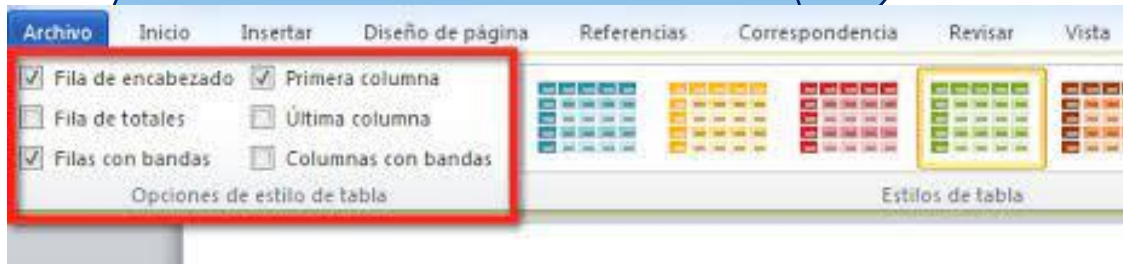 Archivo Inicio Insertar Diseño de página Referencias Correspondencia Revisar Vista
Fila de encabezado Primera columna
Fila de totales Última columna
Filas con bandas Columnas con bandas
Opciones de estilo de tabla Estilos de tabla